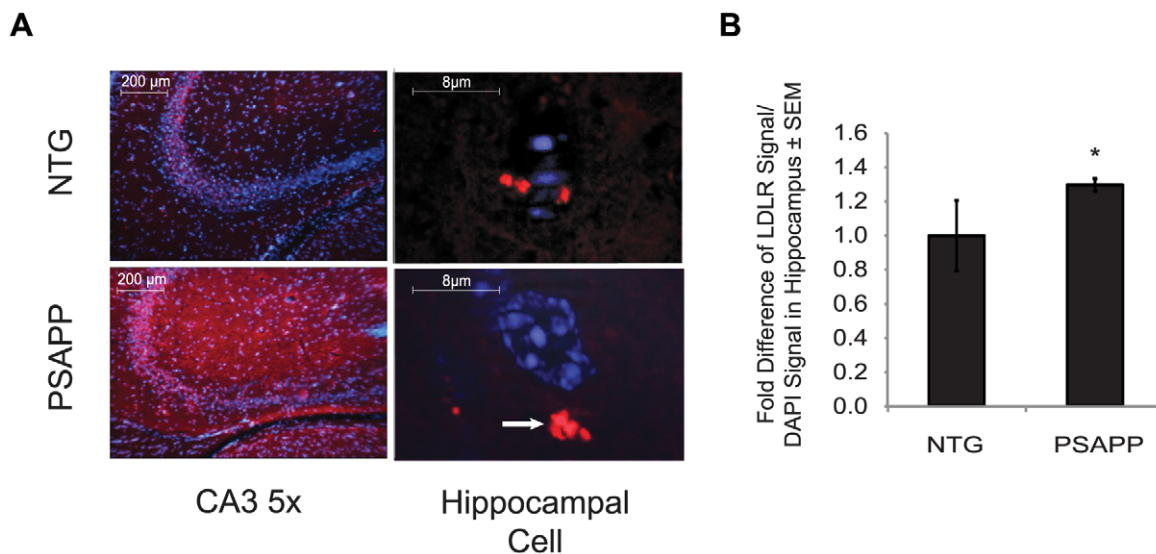 A
B
NTG
200 µm
8µm
PSAPP
200 µm
8µm
CA3 5x
Hippocampal
Cell
Fold Difference of LDLR Signal/
DAPI Signal in Hippocampus ± SEM
1.6
1.4
1.2
1.0
0.8
0.6
0.4
0.2
0.0
*
NTG
PSAPP